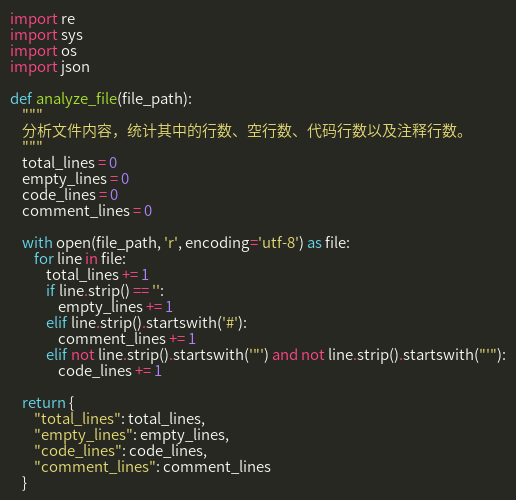 import re
import sys
import os
import json

def analyze_file(file_path):
    """
    分析文件内容，统计其中的行数、空行数、代码行数以及注释行数。
    """
    total_lines = 0
    empty_lines = 0
    code_lines = 0
    comment_lines = 0

    with open(file_path, 'r', encoding='utf-8') as file:
        for line in file:
            total_lines += 1
            if line.strip() == '':
                empty_lines += 1
            elif line.strip().startswith('#'):
                comment_lines += 1
            elif not line.strip().startswith('"') and not line.strip().startswith("'"):
                code_lines += 1

    return {
        "total_lines": total_lines,
        "empty_lines": empty_lines,
        "code_lines": code_lines,
        "comment_lines": comment_lines
    }